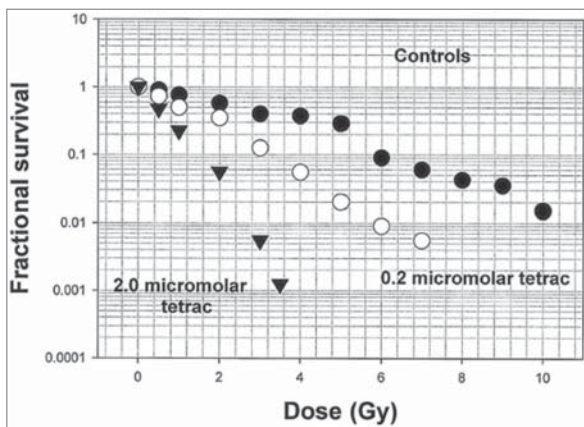 Fractional survival
10
1
0.1
0.01
0.001
0.0001
Controls
2.0 micromolar
tetrac
0.2 micromolar tetrac
0 2 4 6 8 10
Dose (Gy)